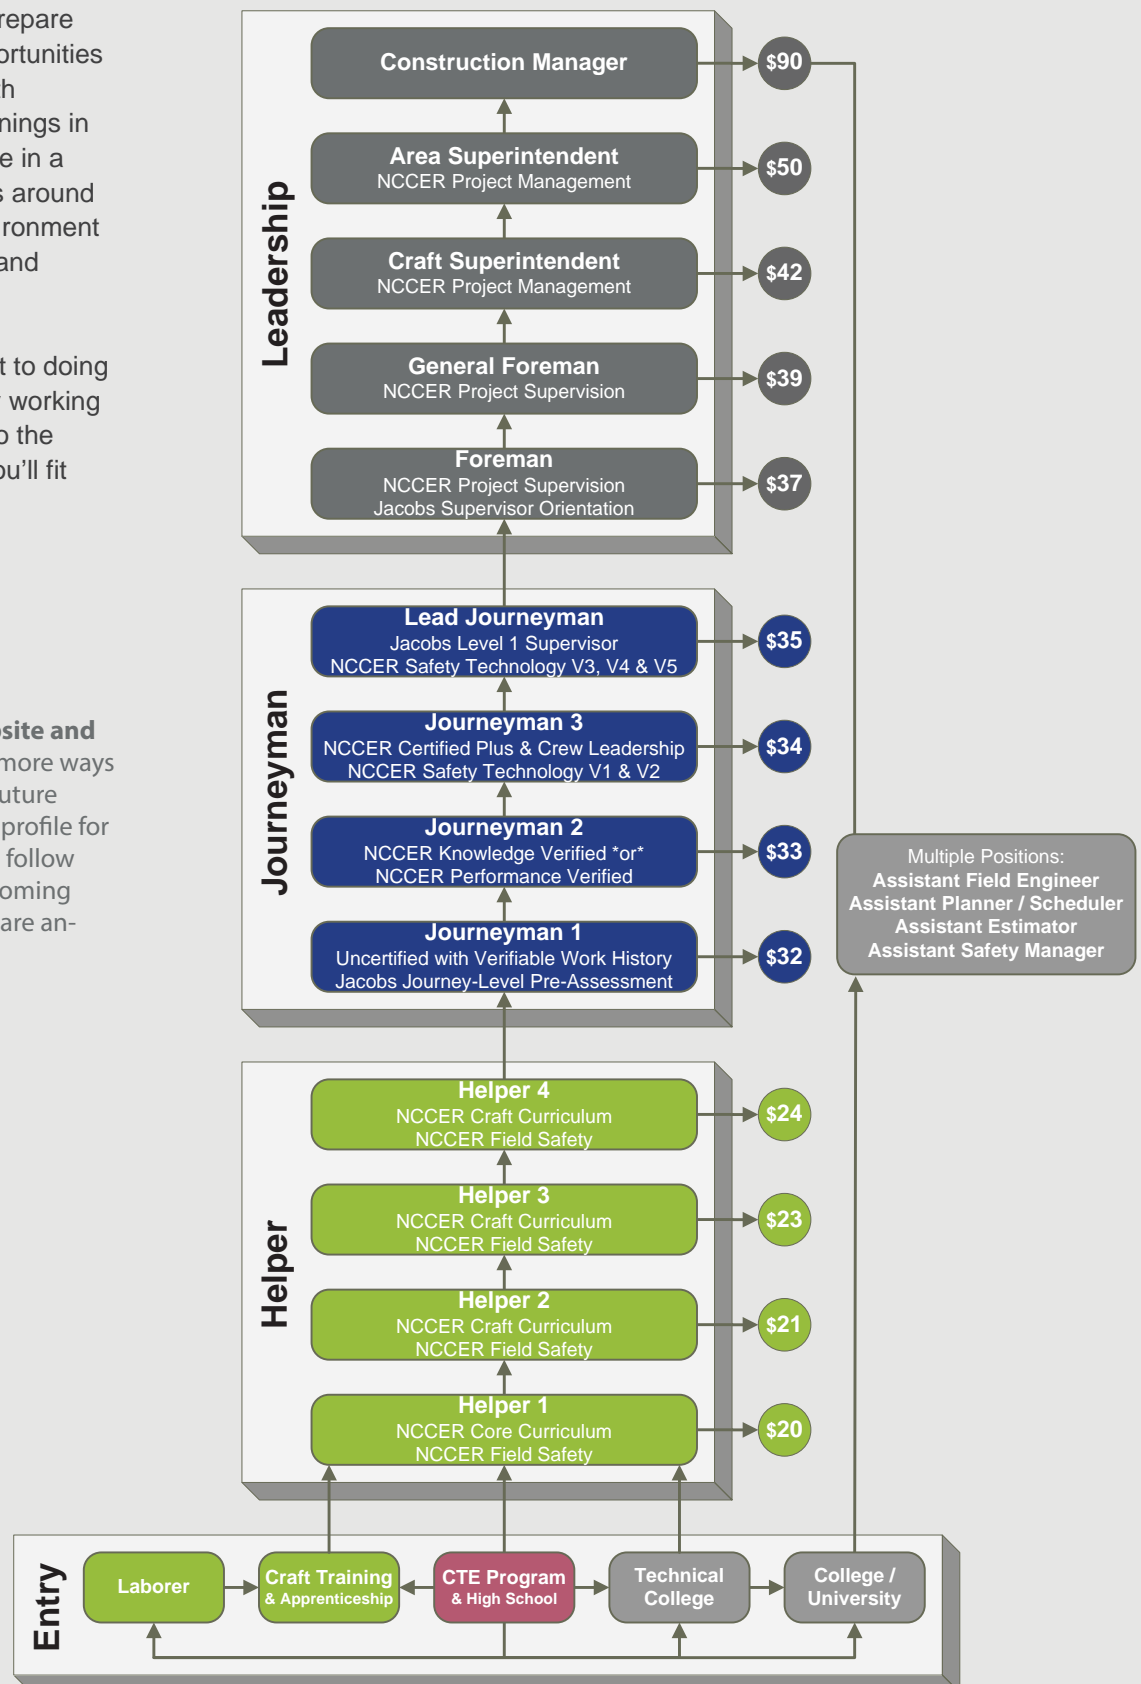 repare
ortunities
th
nings in
e in a
s around
ironment
and
t to doing
working
o the
ou'll fit
osite and
more ways
uture
profile for
follow
oming
are an-
Leadership
Construction Manager
$90
Area Superintendent
NCCER Project Management
$50
Craft Superintendent
NCCER Project Management
$42
General Foreman
NCCER Project Supervision
$39
Foreman
NCCER Project Supervision
Jacobs Supervisor Orientation
$37
Journeyman
Lead Journeyman
Jacobs Level 1 Supervisor
NCCER Safety Technology V3, V4 & V5
$35
Journeyman 3
NCCER Certified Plus & Crew Leadership
NCCER Safety Technology V1 & V2
$34
Journeyman 2
NCCER Knowledge Verified *or*
NCCER Performance Verified
$33
Journeyman 1
Uncertified with Verifiable Work History
Jacobs Journey-Level Pre-Assessment
$32
Multiple Positions:
Assistant Field Engineer
Assistant Planner / Scheduler
Assistant Estimator
Assistant Safety Manager
Helper
Helper 4
NCCER Craft Curriculum
NCCER Field Safety
$24
Helper 3
NCCER Craft Curriculum
NCCER Field Safety
$23
Helper 2
NCCER Craft Curriculum
NCCER Field Safety
$21
Helper 1
NCCER Core Curriculum
NCCER Field Safety
$20
Entry
Laborer
Craft Training
& Apprenticeship
CTE Program
& High School
Technical
College
College /
University